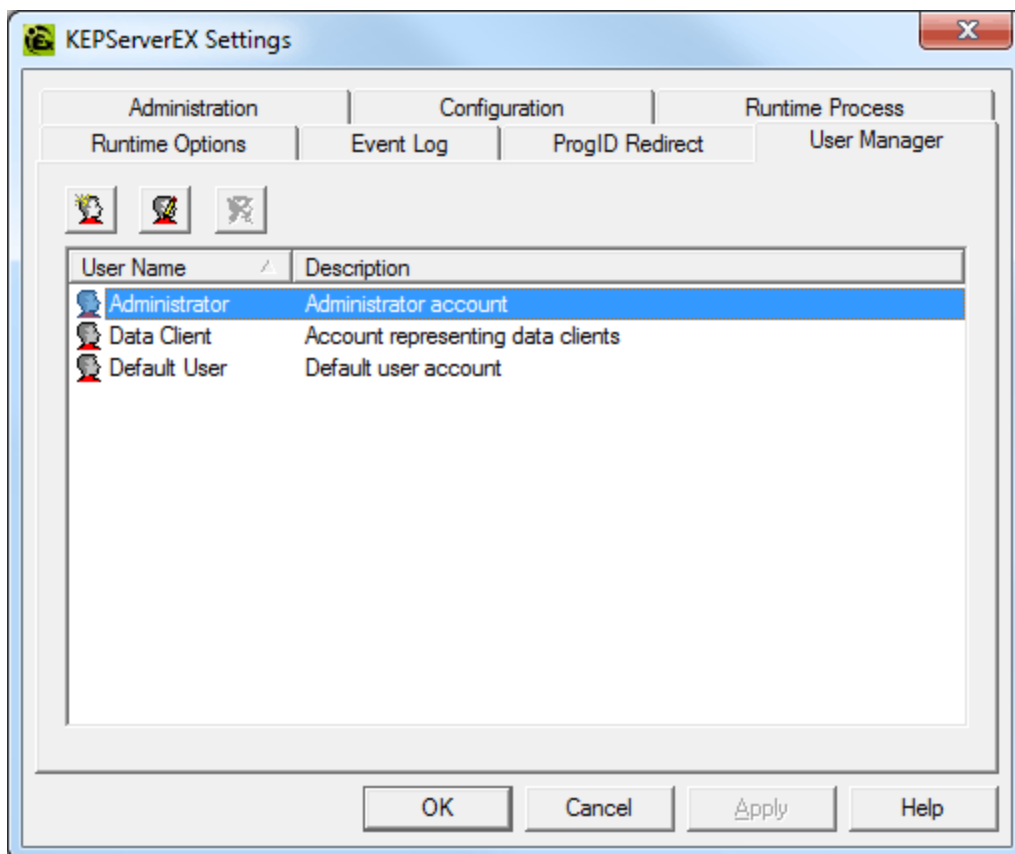 KEPServerEX Settings
Administration Configuration Runtime Process
Runtime Options Event Log ProgID Redirect User Manager
User Name Description
Administrator Administrator account
Data Client Account representing data clients
Default User Default user account
OK Cancel Apply Help